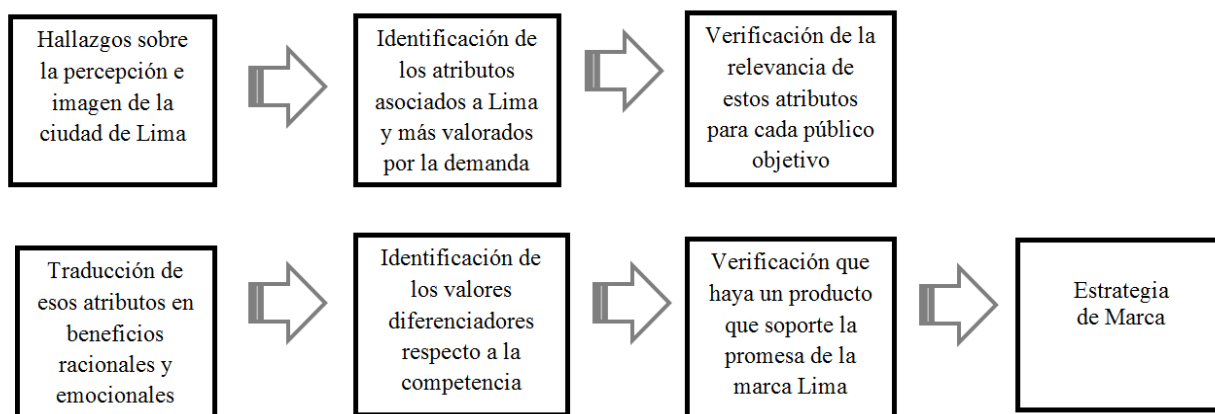 Hallazgos sobre
la percepción e
imagen de la
ciudad de Lima
Identificación de
los atributos
asociados a Lima
y más valorados
por la demanda
Verificación de la
relevancia de
estos atributos
para cada público
objetivo
Traducción de
esos atributos en
beneficios
racionales y
emocionales
Identificación de
los valores
diferenciadores
respecto a la
competencia
Verificación que
haya un producto
que soporte la
promesa de la
marca Lima
Estrategia
de Marca